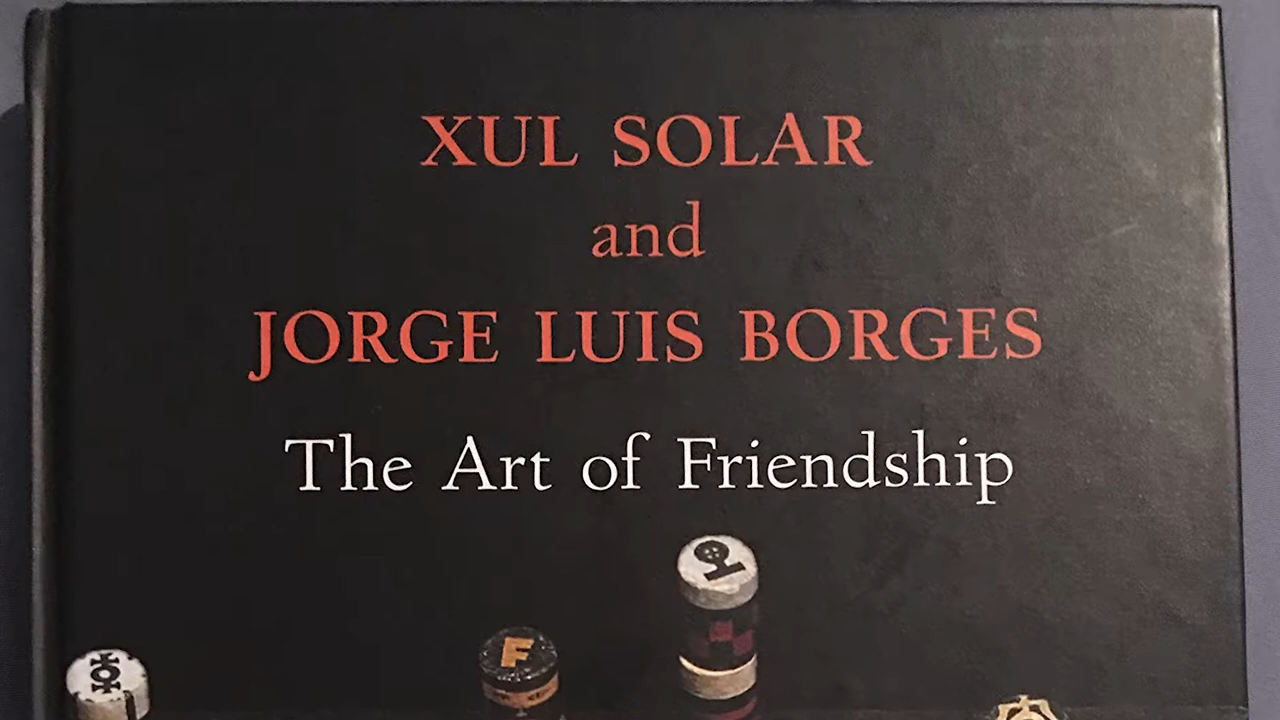 XUL SOLAR
and
JORGE LUIS BORGES
The Art of Friendship
F